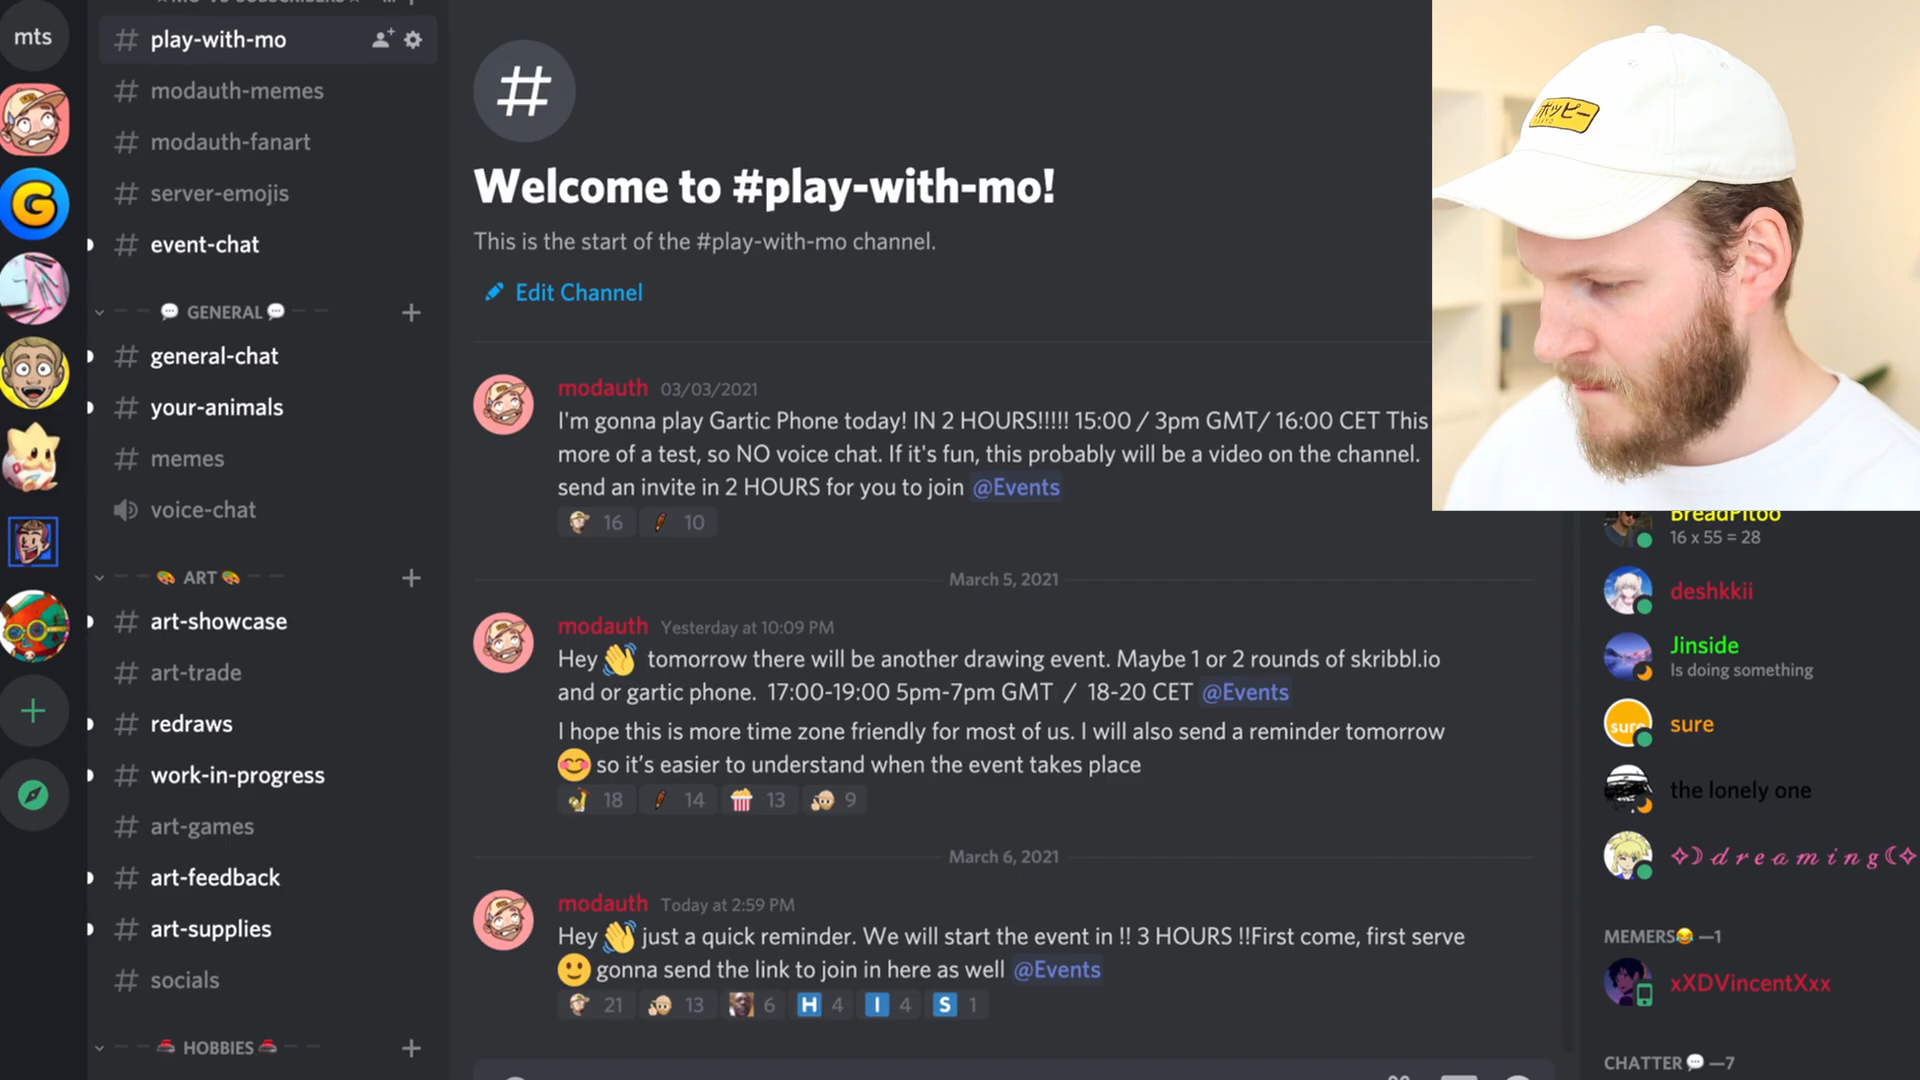 mts
play-with-mo
modauth-memes
modauth-fanart
server-emojis
event-chat
GENERAL
general-chat
your-animals
memes
voice-chat
ART
art-showcase
art-trade
redraws
work-in-progress
art-games
art-feedback
art-supplies
socials
HOBBIES
Welcome to #play-with-mo!
This is the start of the #play-with-mo channel.
Edit Channel
modauth 03/03/2021
I'm gonna play Gartic Phone today! IN 2 HOURS!!!!! 15:00 / 3pm GMT/ 16:00 CET This
more of a test, so NO voice chat. If it's fun, this probably will be a video on the channel.
send an invite in 2 HOURS for you to join @Events
16 10
March 5, 2021
modauth Yesterday at 10:09 PM
Hey 👋 tomorrow there will be another drawing event. Maybe 1 or 2 rounds of skribbl.io
and or gartic phone. 17:00-19:00 5pm-7pm GMT / 18-20 CET @Events
I hope this is more time zone friendly for most of us. I will also send a reminder tomorrow
😊 so it's easier to understand when the event takes place
18 14 13 9
March 6, 2021
modauth Today at 2:59 PM
Hey 👋 just a quick reminder. We will start the event in !! 3 HOURS !!First come, first serve
🙂 gonna send the link to join in here as well @Events
21 13 6 H 4 I 4 S 1
ホッピー
BreadPitoo
16 x 55 = 28
deshkkii
Jinside
Is doing something
sure
sure
the lonely one
✧☽ 𝒹 𝓇 𝑒 𝒶 𝓂 𝒾 𝓃 𝑔 ☾✧
MEMERS😂—1
xXDVincentXxx
CHATTER💬—7